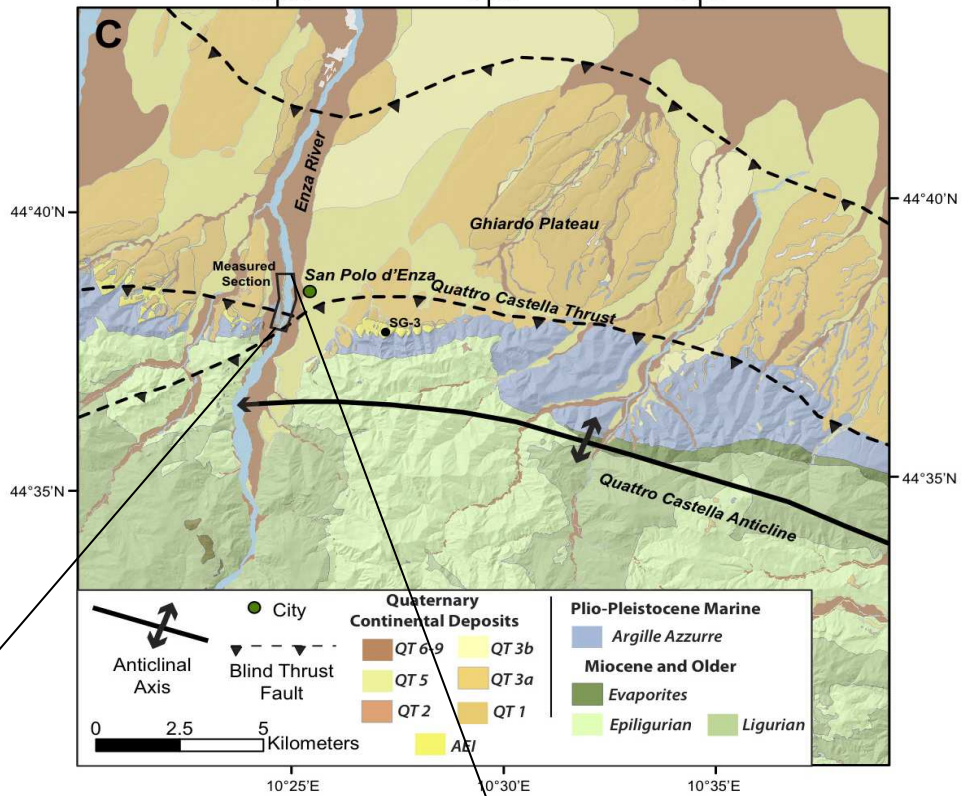 C
Enza River
44°40'N
44°40'N
Ghiardo Plateau
Measured
Section
San Polo d'Enza
Quattro Castella Thrust
SG-3
44°35'N
44°35'N
Quattro Castella Anticline
Anticlinal
Axis
City
Blind Thrust
Fault
0 2.5 5
Kilometers
Quaternary
Continental Deposits
QT 6-9
QT 3b
QT 5
QT 3a
QT 2
QT 1
AEI
Plio-Pleistocene Marine
Argille Azzurre
Miocene and Older
Evaporites
Epiligurian
Ligurian
10°25'E
10°30'E
10°35'E